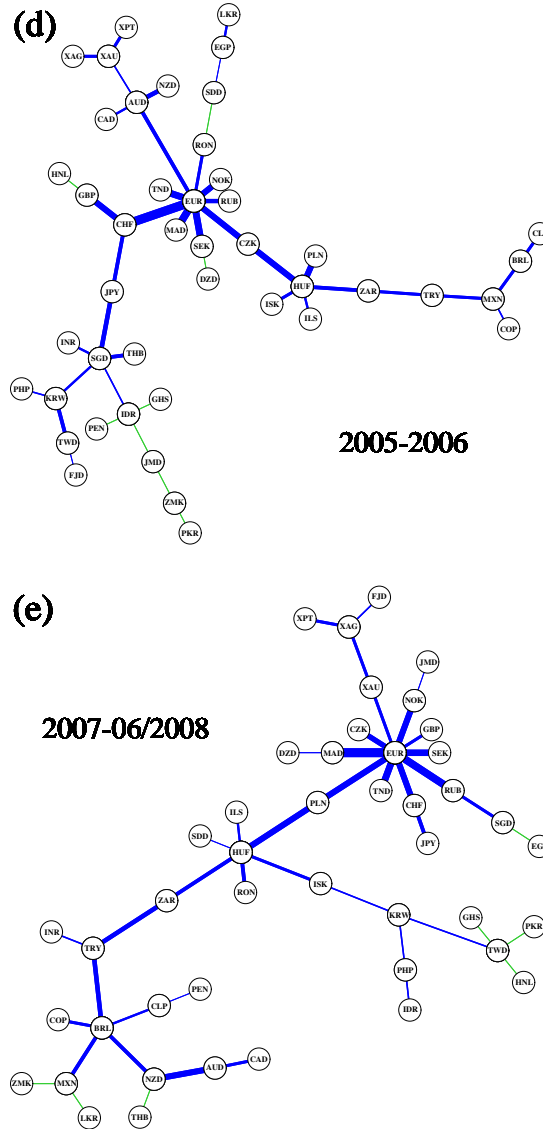 (d)
LKR
XPT
EGP
XAG XAU
NZD SDD
AUD
CAD
RON
HNL NOK
TND
GBP EUR RUB
CHF MAD
SEK CZK PLN CL
BRL
DZD
HUF
JPY ZAR TRY MXN
ISK
ILS COP
INR THB
SGD
PHP KRW GHS
IDR
PEN
TWD
2005-2006
JMD
FJD
ZMK
PKR
(e)
FJD
XPT XAG
JMD
XAU NOK
2007-06/2008
CZK GBP
DZD MAD EUR SEK
TND RUB
PLN CHF
ILS SGD
SDD JPY EG
HUF
ISK
RON
ZAR
KRW GHS
INR PKR
TRY TWD
PHP HNL
PEN
CLP IDR
COP BRL
AUD CAD
ZMK MXN NZD
LKR THB